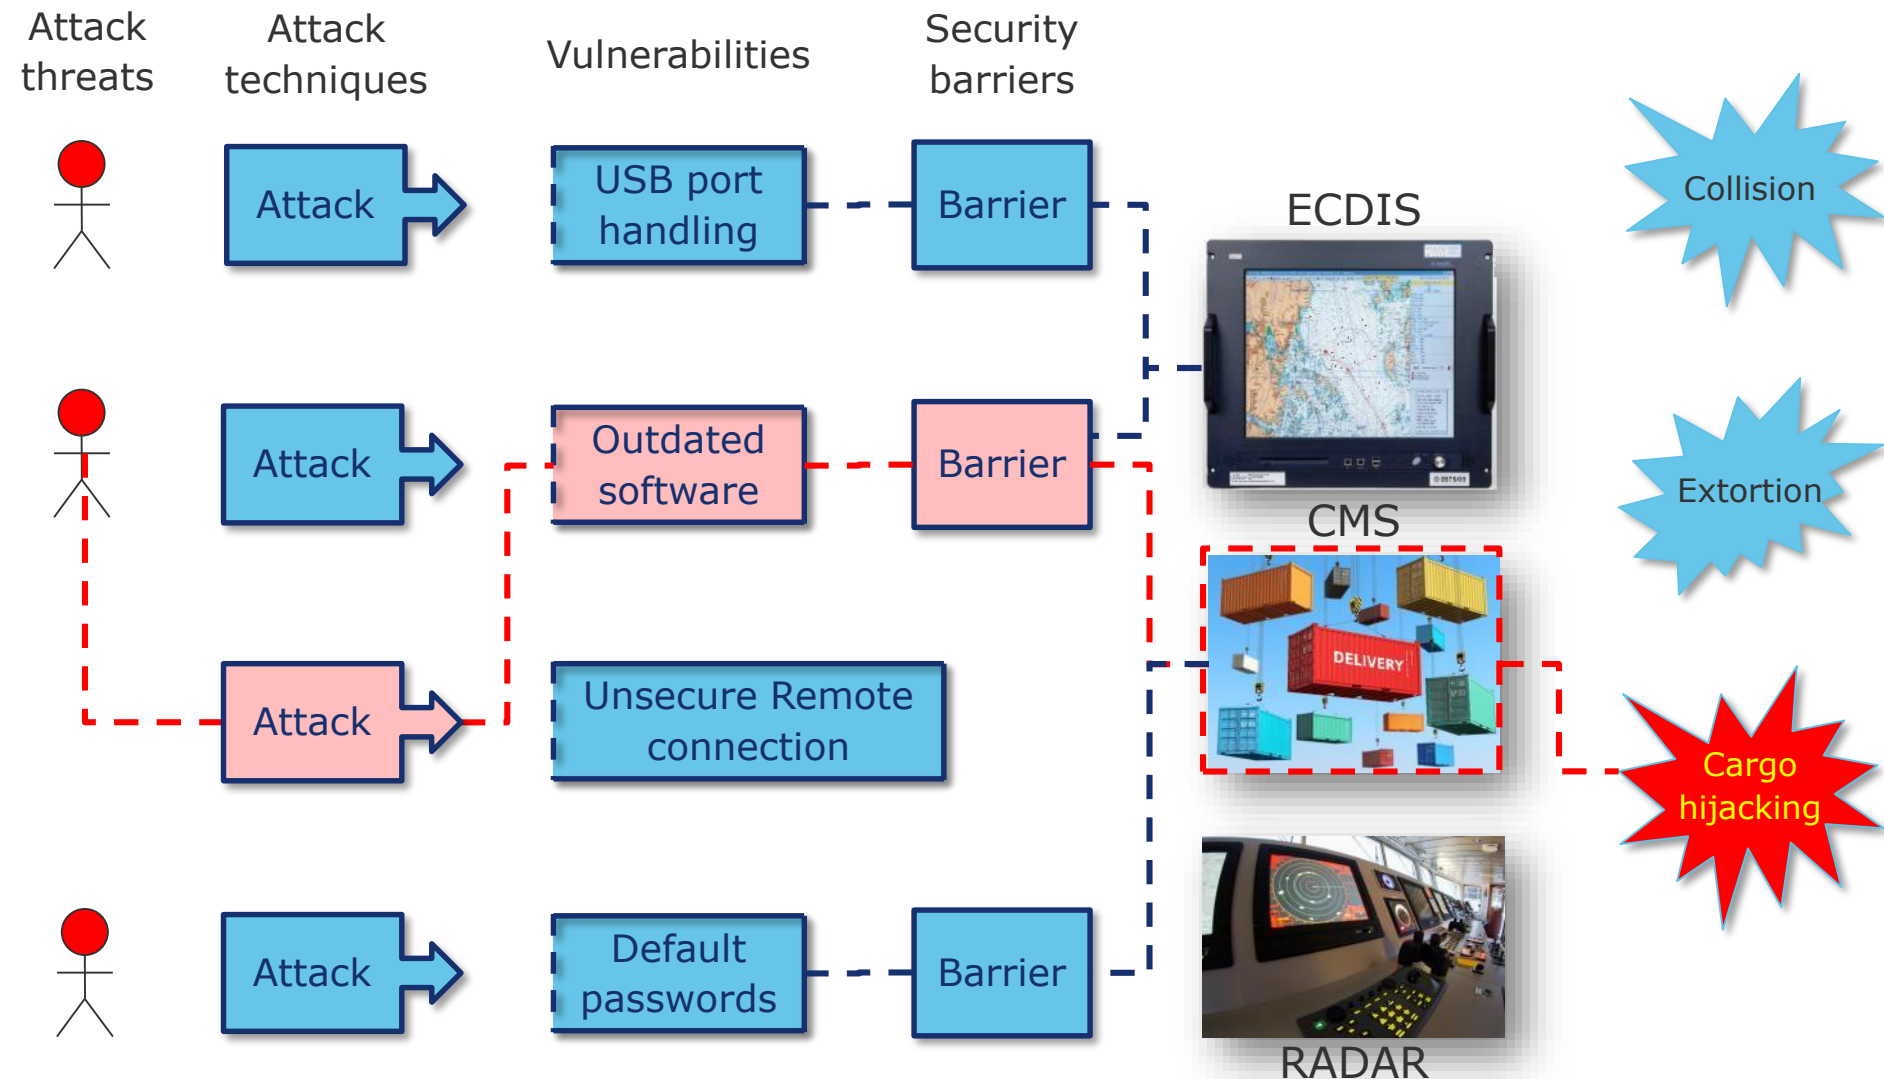 Attack
threats
Attack
techniques
Vulnerabilities
Security
barriers
Attack
USB port
handling
Barrier
ECDIS
Collision
Attack
Outdated
software
Barrier
CMS
Extortion
Attack
Unsecure Remote
connection
DELIVERY
Cargo
hijacking
Attack
Default
passwords
Barrier
RADAR